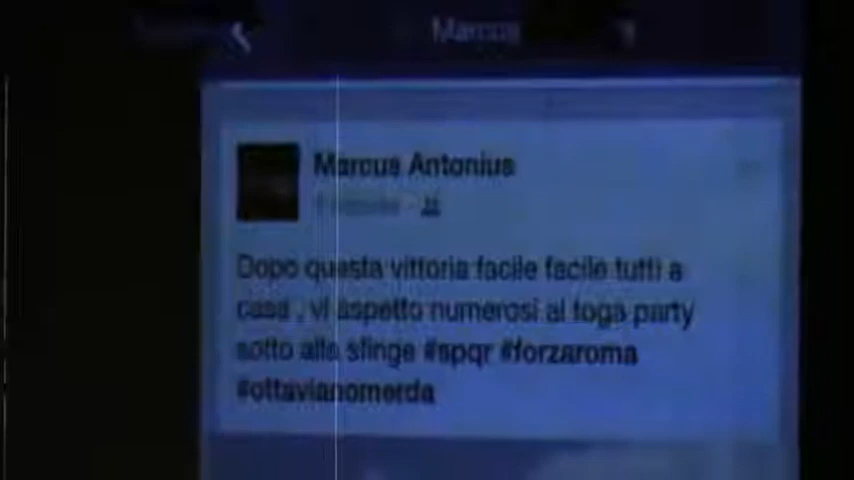 Marcus
Marcus Antonius
Dopo questa vittoria facile facile tutti a
casa , vi aspetto numerosi al toga party
sotto alla sfinge #spqr #forzaroma
#ottavianomerda